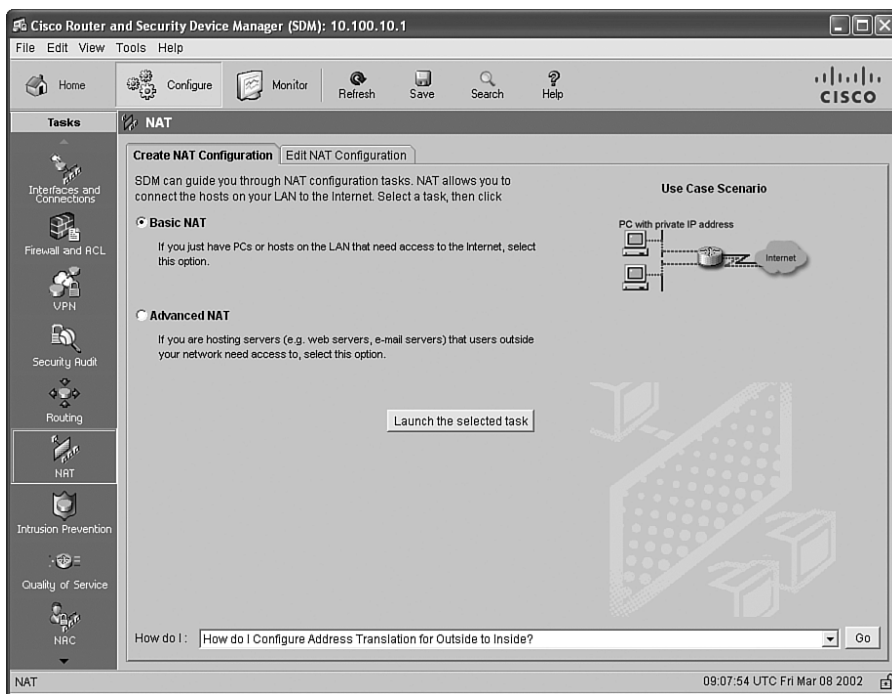 Cisco Router and Security Device Manager (SDM): 10.100.10.1
File Edit View Tools Help
Home
Configure
Monitor
Refresh
Save
Search
Help
CISCO
Tasks
NAT
Interfaces and
Connections
Firewall and ACL
VPN
Security Audit
Routing
NAT
Intrusion Prevention
Quality of Service
NAC
Create NAT Configuration
Edit NAT Configuration
SDM can guide you through NAT configuration tasks. NAT allows you to
connect the hosts on your LAN to the Internet. Select a task, then click
Basic NAT
If you just have PCs or hosts on the LAN that need access to the Internet, select
this option.
Advanced NAT
If you are hosting servers (e.g. web servers, e-mail servers) that users outside
your network need access to, select this option.
Launch the selected task
Use Case Scenario
PC with private IP address
Internet
How do I :
How do I Configure Address Translation for Outside to Inside?
Go
NAT
09:07:54 UTC Fri Mar 08 2002